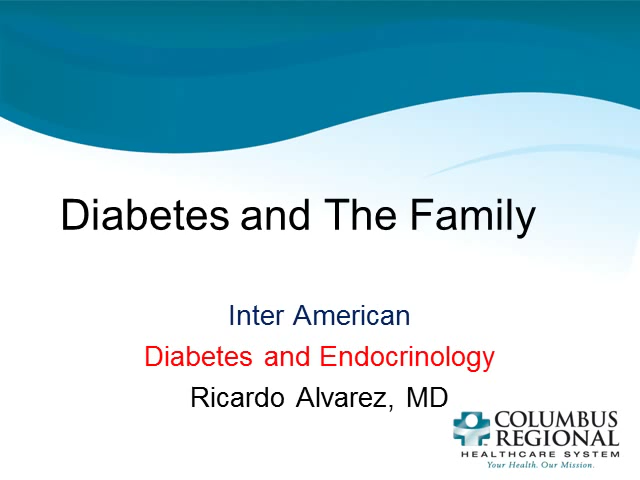 Diabetes and The Family
Inter American
Diabetes and Endocrinology
Ricardo Alvarez, MD
COLUMBUS
REGIONAL
HEALTHCARE SYSTEM
Your Health. Our Mission.